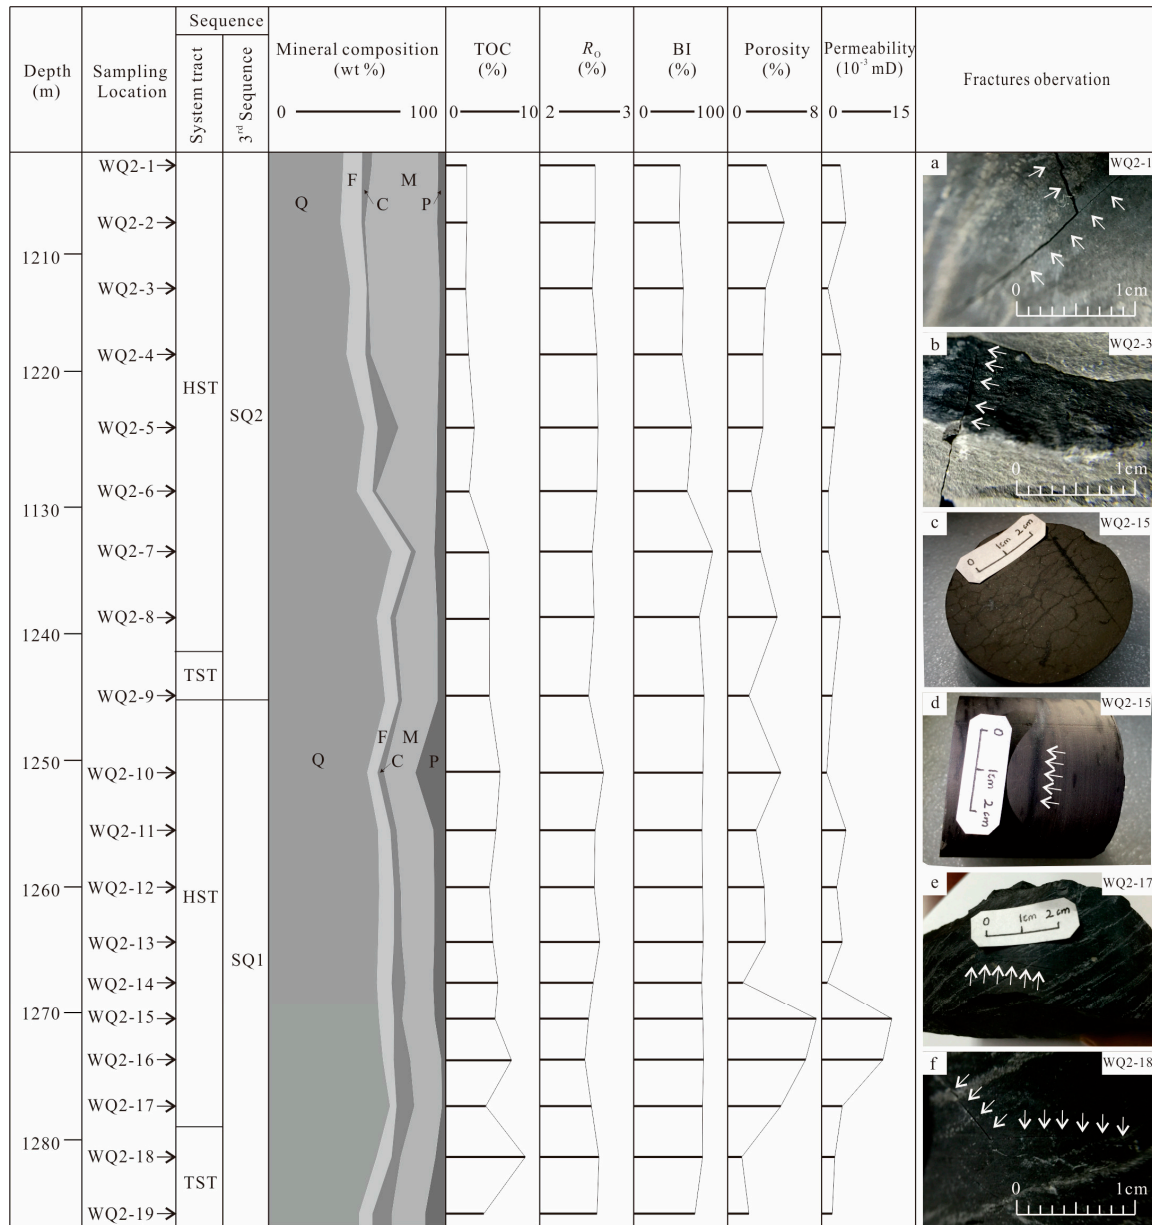 Sequence
Depth
(m)
Sampling
Location
System tract
3rd Sequence
Mineral composition
(wt %)
0 100
TOC
(%)
0 10
RO
(%)
2 3
BI
(%)
0 100
Porosity
(%)
0 8
Permeability
(10-3 mD)
0 15
Fractures obervation
WQ2-1
WQ2-2
1210
WQ2-3
WQ2-4
1220
WQ2-5
WQ2-6
1130
WQ2-7
WQ2-8
1240
WQ2-9
1250
WQ2-10
WQ2-11
1260
WQ2-12
WQ2-13
WQ2-14
1270
WQ2-15
WQ2-16
WQ2-17
1280
WQ2-18
WQ2-19
HST
TST
HST
TST
SQ2
SQ1
Q F C M P
Q F C M P
a WQ2-1
0 1cm
b WQ2-3
0 1cm
c WQ2-15
0 1cm 2cm
d WQ2-15
0 1cm 2cm
e WQ2-17
0 1cm 2cm
f WQ2-18
0 1cm